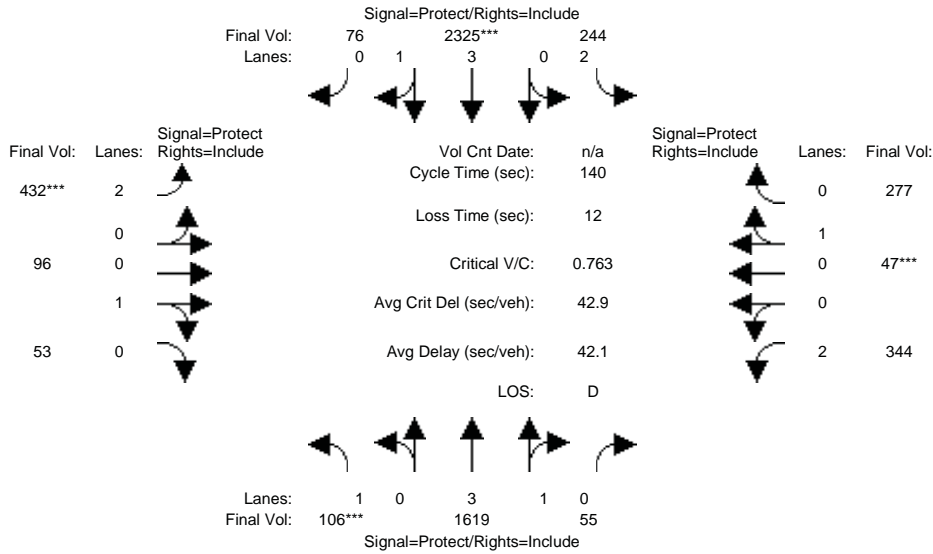 Signal=Protect/Rights=Include
Final Vol: 76 2325*** 244
Lanes: 0 1 3 0 2
Signal=Protect Signal=Protect
Final Vol: Lanes: Rights=Include Vol Cnt Date: n/a Rights=Include Lanes: Final Vol:
Cycle Time (sec): 140
432*** 2 0 277
Loss Time (sec): 12
0 1
96 0 Critical V/C: 0.763 0 47***
1 Avg Crit Del (sec/veh): 42.9 0
53 0 Avg Delay (sec/veh): 42.1 2 344
LOS: D
Lanes: 1 0 3 1 0
Final Vol: 106*** 1619 55
Signal=Protect/Rights=Include